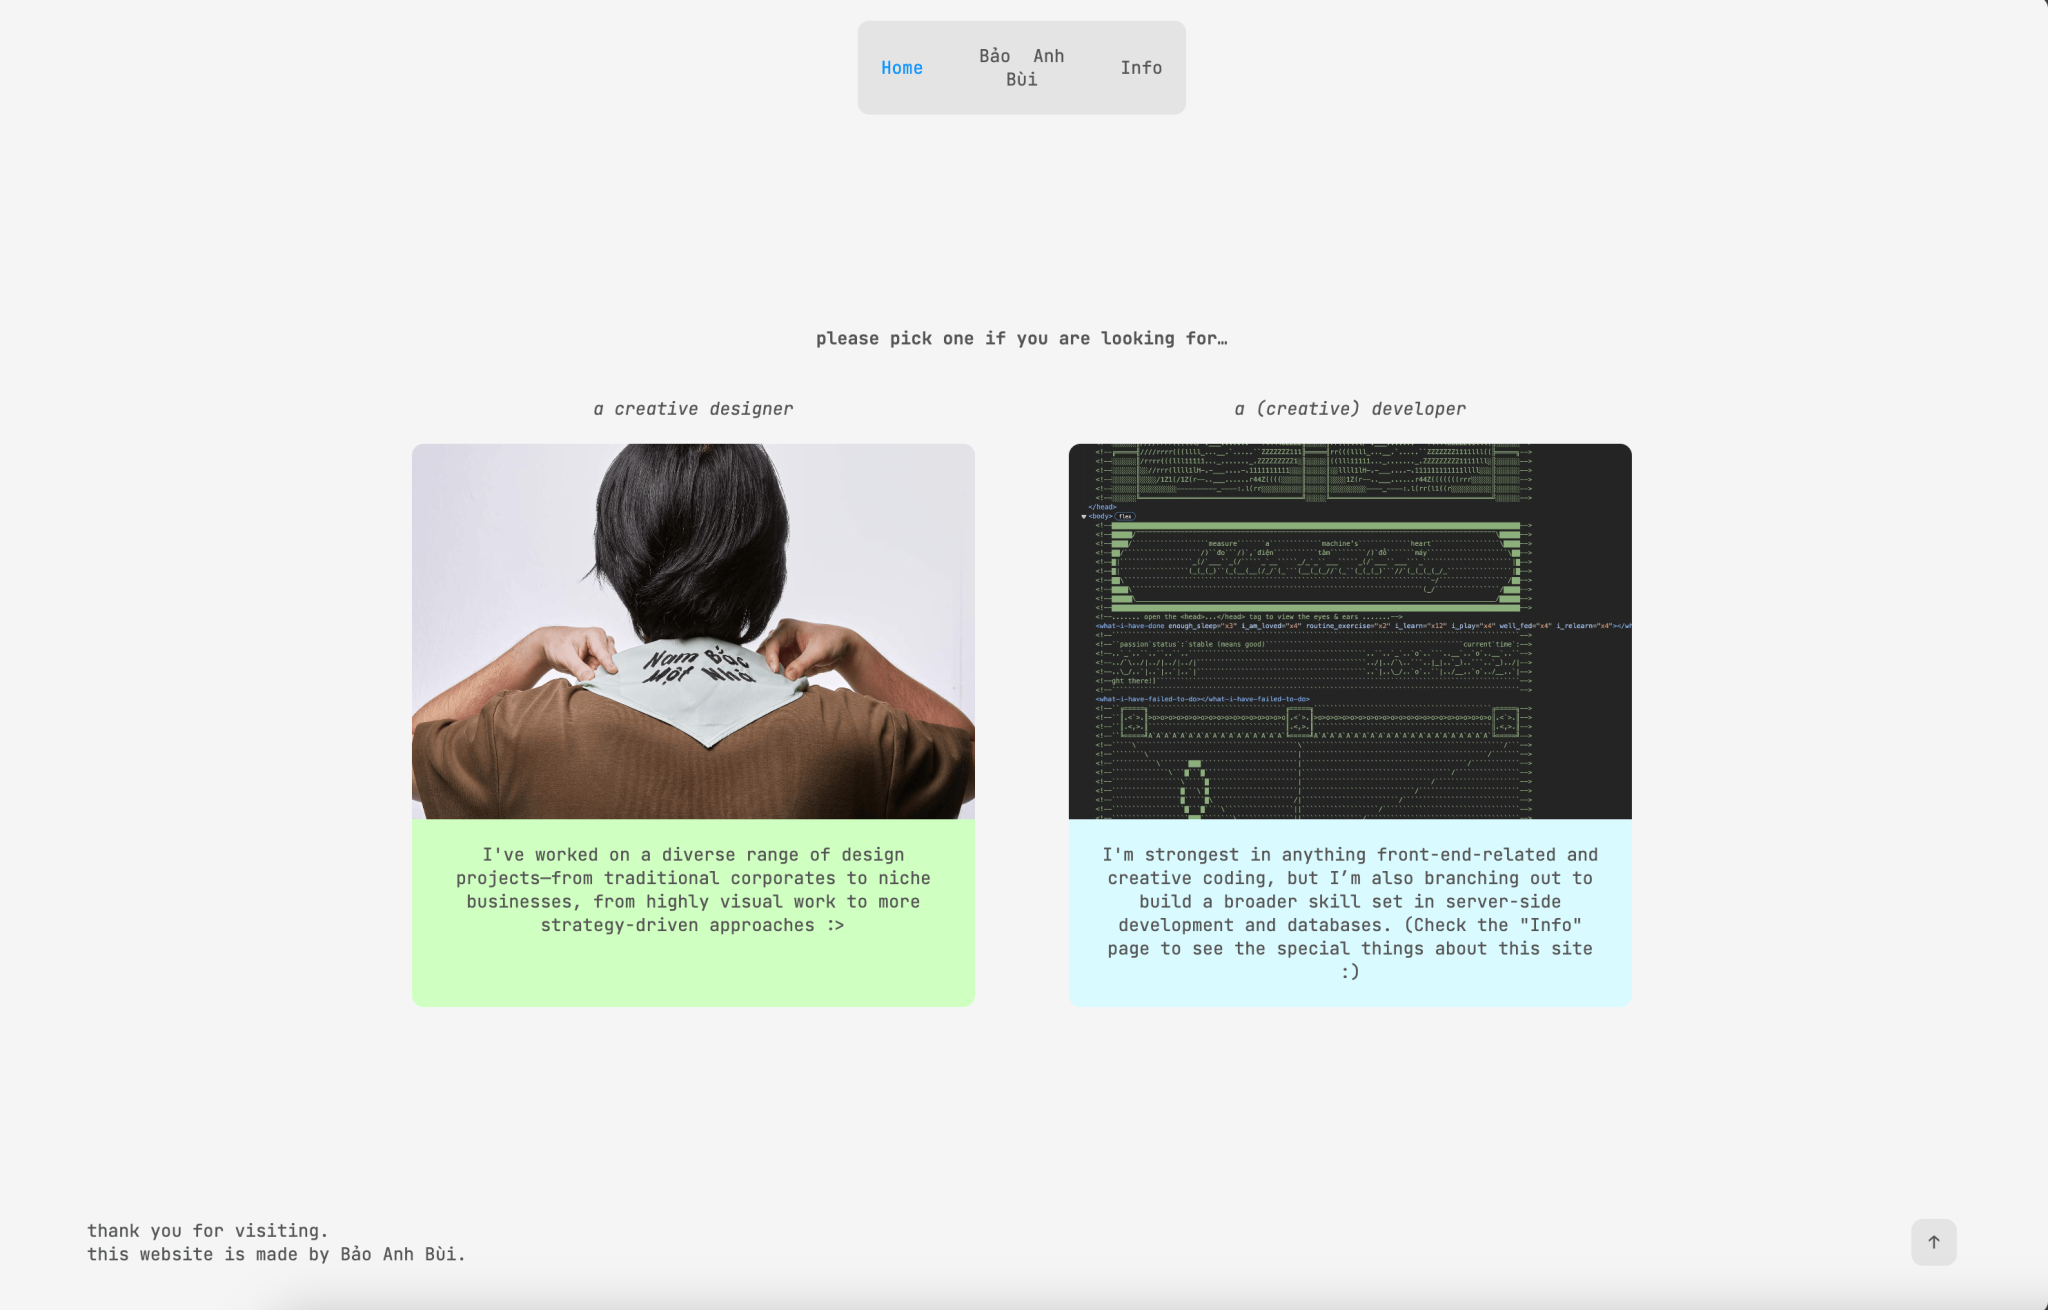 Home
Bảo Anh
Bùi
Info
please pick one if you are looking for…
a creative designer
a (creative) developer
Nam Bắc
Một Nhà
</head>
<body> flex
measure a machine's heart
đo điện tâm đồ máy
<!--....... open the <head>...</head> tag to view the eyes & ears .......-->
<what-i-have-done enough_sleep="x3" i_am_loved="x4" routine_exercise="x2" i_learn="x12" i_play="x4" well_fed="x4" i_relearn="x4"></wh
passion status : stable (means good) current time :
ght there!]
<what-i-have-failed-to-do></what-i-have-failed-to-do>
I've worked on a diverse range of design
projects—from traditional corporates to niche
businesses, from highly visual work to more
strategy-driven approaches :>
I'm strongest in anything front-end-related and
creative coding, but I’m also branching out to
build a broader skill set in server-side
development and databases. (Check the "Info"
page to see the special things about this site
:)
thank you for visiting.
this website is made by Bảo Anh Bùi.